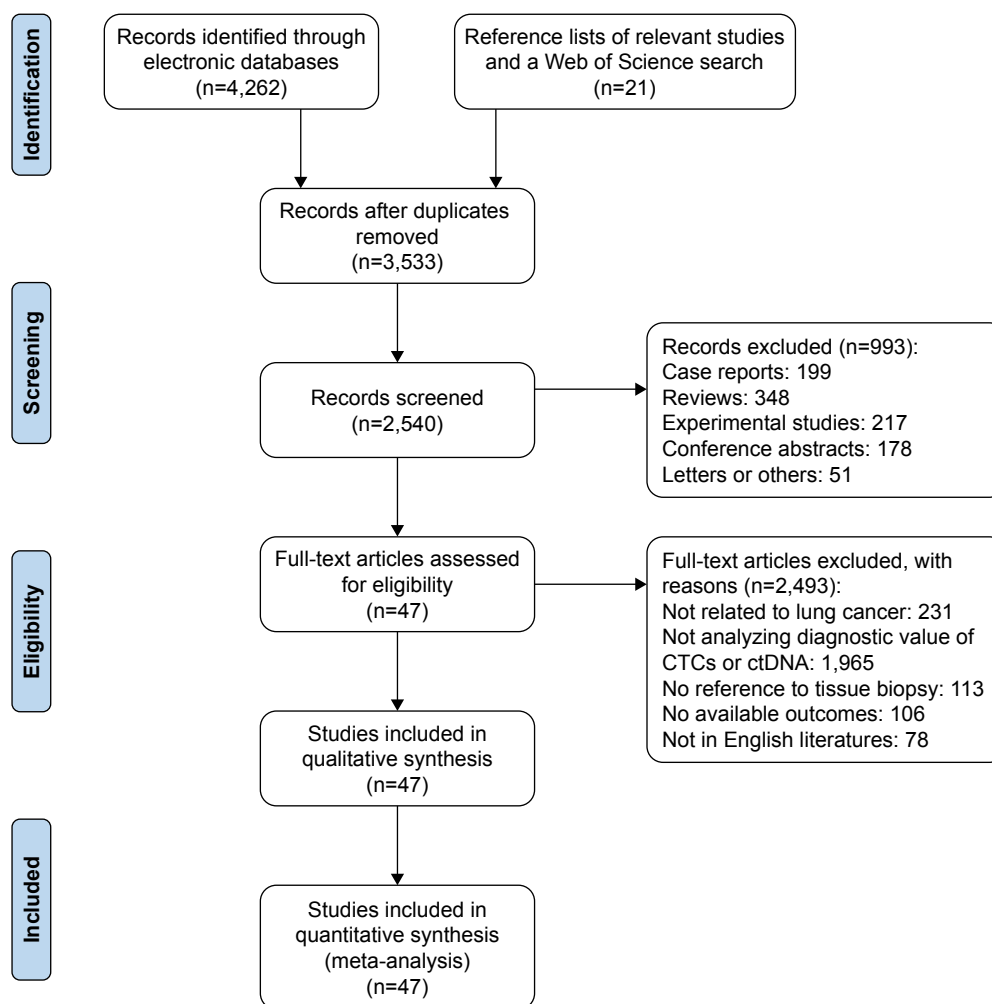 Identification
Records identified through
electronic databases
(n=4,262)
Reference lists of relevant studies
and a Web of Science search
(n=21)
Records after duplicates
removed
(n=3,533)
Screening
Records screened
(n=2,540)
Records excluded (n=993):
Case reports: 199
Reviews: 348
Experimental studies: 217
Conference abstracts: 178
Letters or others: 51
Eligibility
Full-text articles assessed
for eligibility
(n=47)
Full-text articles excluded, with
reasons (n=2,493):
Not related to lung cancer: 231
Not analyzing diagnostic value of
CTCs or ctDNA: 1,965
No reference to tissue biopsy: 113
No available outcomes: 106
Not in English literatures: 78
Studies included in
qualitative synthesis
(n=47)
Included
Studies included in
quantitative synthesis
(meta-analysis)
(n=47)